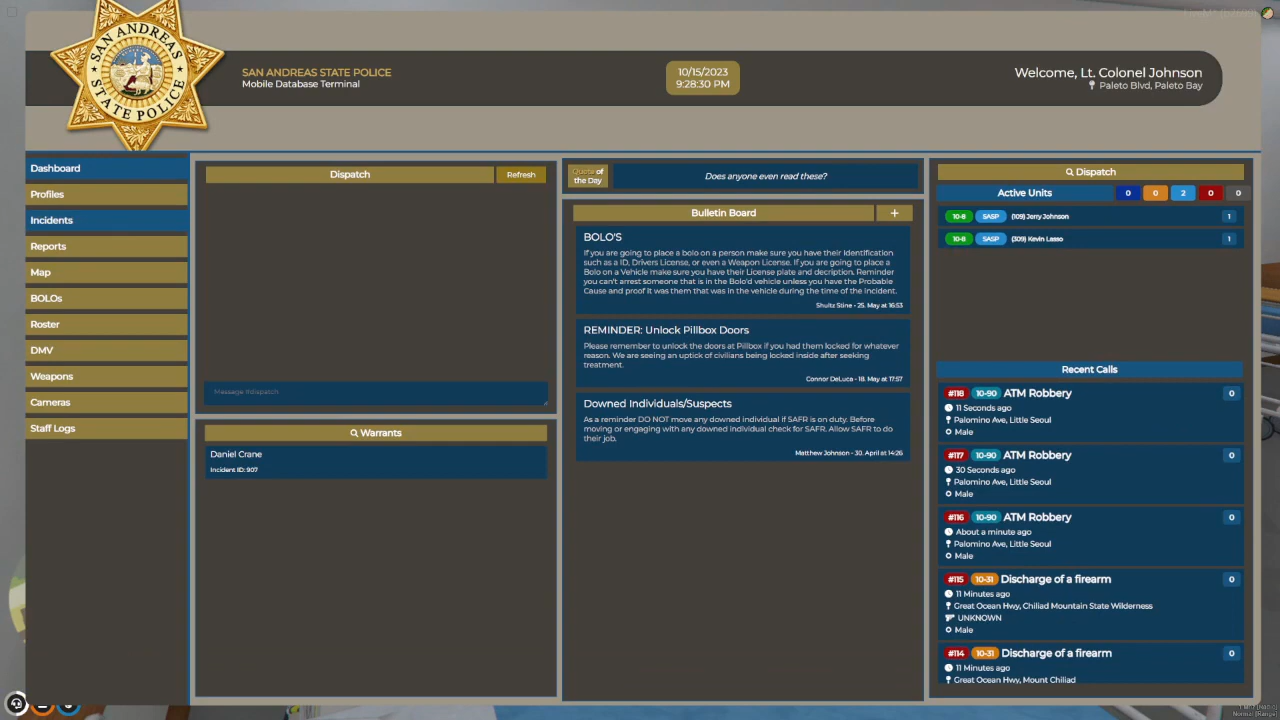 SAN ANDREAS
STATE POLICE
SAN ANDREAS STATE POLICE
Mobile Database Terminal
10/15/2023
9:28:30 PM
Welcome, Lt. Colonel Johnson
Paleto Blvd, Paleto Bay
Dashboard
Profiles
Incidents
Reports
Map
BOLOs
Roster
DMV
Weapons
Cameras
Staff Logs
Dispatch
Refresh
Message #dispatch
Warrants
Daniel Crane
Incident ID: 907
Quote of
the Day
Does anyone even read these?
Bulletin Board
+
BOLO'S
If you are going to place a bolo on a person make sure you have their Identification
such as a ID, Drivers License, or even a Weapon License. If you are going to place a
Bolo on a Vehicle make sure you have their License plate and decription. Reminder
you can't arrest someone that is in the Bolo'd vehicle unless you have the Probable
Cause and proof it was them that was in the vehicle during the time of the Incident.
Shultz Stine - 25. May at 16:53
REMINDER: Unlock Pillbox Doors
Please remember to unlock the doors at Pillbox if you had them locked for whatever
reason. We are seeing an uptick of civilians being locked inside after seeking
treatment.
Connor DeLuca - 18. May at 17:57
Downed Individuals/Suspects
As a reminder DO NOT move any downed individual if SAFR is on duty. Before
moving or engaging with any downed individual check for SAFR. Allow SAFR to do
their job.
Matthew Johnson - 30. April at 14:26
Dispatch
Active Units 0 0 2 0 0
10-8 SASP (109) Jerry Johnson 1
10-8 SASP (309) Kevin Lasso 1
Recent Calls
#118 10-90 ATM Robbery 0
11 Seconds ago
Palomino Ave, Little Seoul
Male
#117 10-90 ATM Robbery 0
30 Seconds ago
Palomino Ave, Little Seoul
Male
#116 10-90 ATM Robbery 0
About a minute ago
Palomino Ave, Little Seoul
Male
#115 10-31 Discharge of a firearm 0
11 Minutes ago
Great Ocean Hwy, Chiliad Mountain State Wilderness
UNKNOWN
Male
#114 10-31 Discharge of a firearm 0
11 Minutes ago
Great Ocean Hwy, Mount Chiliad